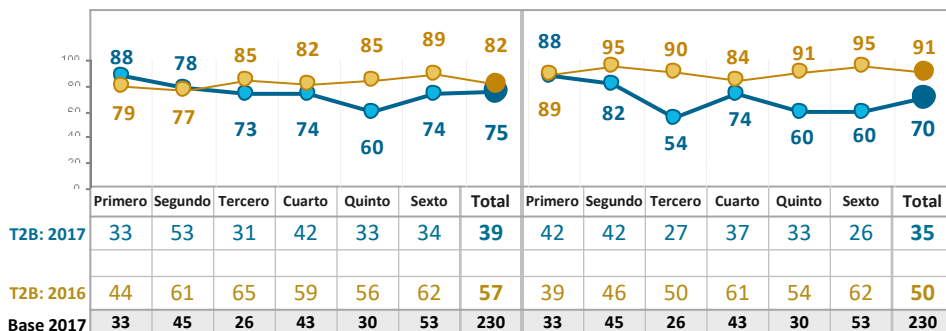 88 78 85 82 85 89 82 88 95 90 84 91 95 91
79 77 73 74 60 74 75 89 82 54 74 60 60 70
Primero Segundo Tercero Cuarto Quinto Sexto Total Primero Segundo Tercero Cuarto Quinto Sexto Total
T2B: 2017 33 53 31 42 33 34 39 42 42 27 37 33 26 35
T2B: 2016 44 61 65 59 56 62 57 39 46 50 61 54 62 50
Base 2017 33 45 26 43 30 53 230 33 45 26 43 30 53 230